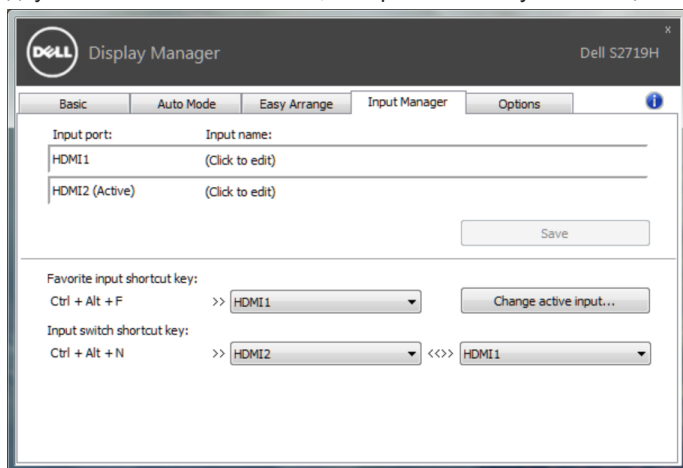 DELL Display Manager
x
Dell S2719H
Basic Auto Mode Easy Arrange Input Manager Options
Input port: Input name:
HDMI1 (Click to edit)
HDMI2 (Active) (Click to edit)
Save
Favorite input shortcut key:
Ctrl + Alt + F >> HDMI1 Change active input...
Input switch shortcut key:
Ctrl + Alt + N >> HDMI2 <<>> HDMI1